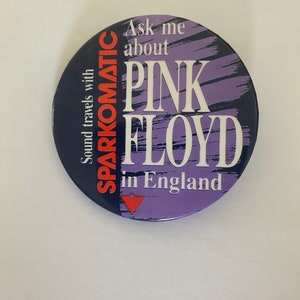 Sound travels with
SPARKOMATIC
Ask me
about
PINK
FLOYD
in England